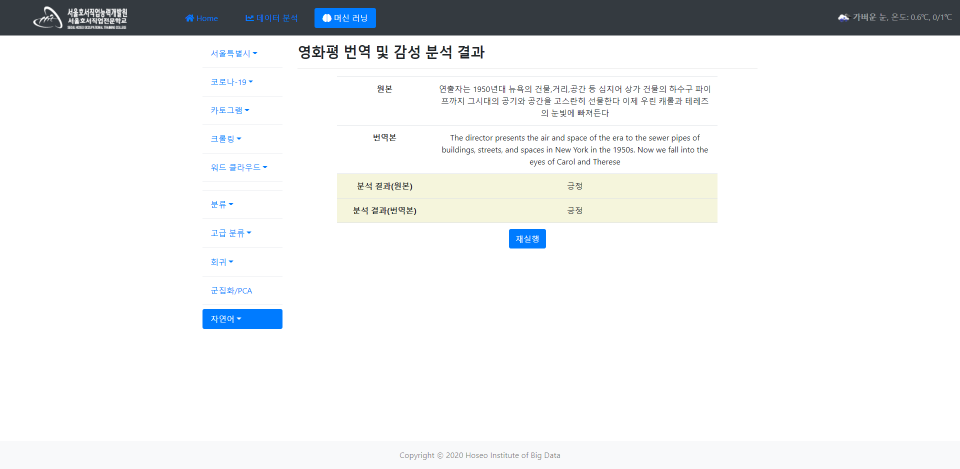 서울호서직업능력개발원
서울호서직업전문학교
Home
데이터 분석
머신 러닝
가벼운 눈, 온도: 0.6℃, 0/1℃
서울특별시
코로나-19
카토그램
크롤링
워드 클라우드
분류
고급 분류
회귀
군집화/PCA
자연어
영화평 번역 및 감성 분석 결과
원본
연출자는 1950년대 뉴욕의 건물,거리,공간 등 심지어 상가 건물의 하수구 파이
프까지 그시대의 공기와 공간을 고스란히 선물한다 이제 우린 캐롤과 테레즈
의 눈빛에 빠져든다
번역본
The director presents the air and space of the era to the sewer pipes of
buildings, streets, and spaces in New York in the 1950s. Now we fall into the
eyes of Carol and Therese
분석 결과(원본)
긍정
분석 결과(번역본)
긍정
재실행
Copyright © 2020 Hoseo Institute of Big Data